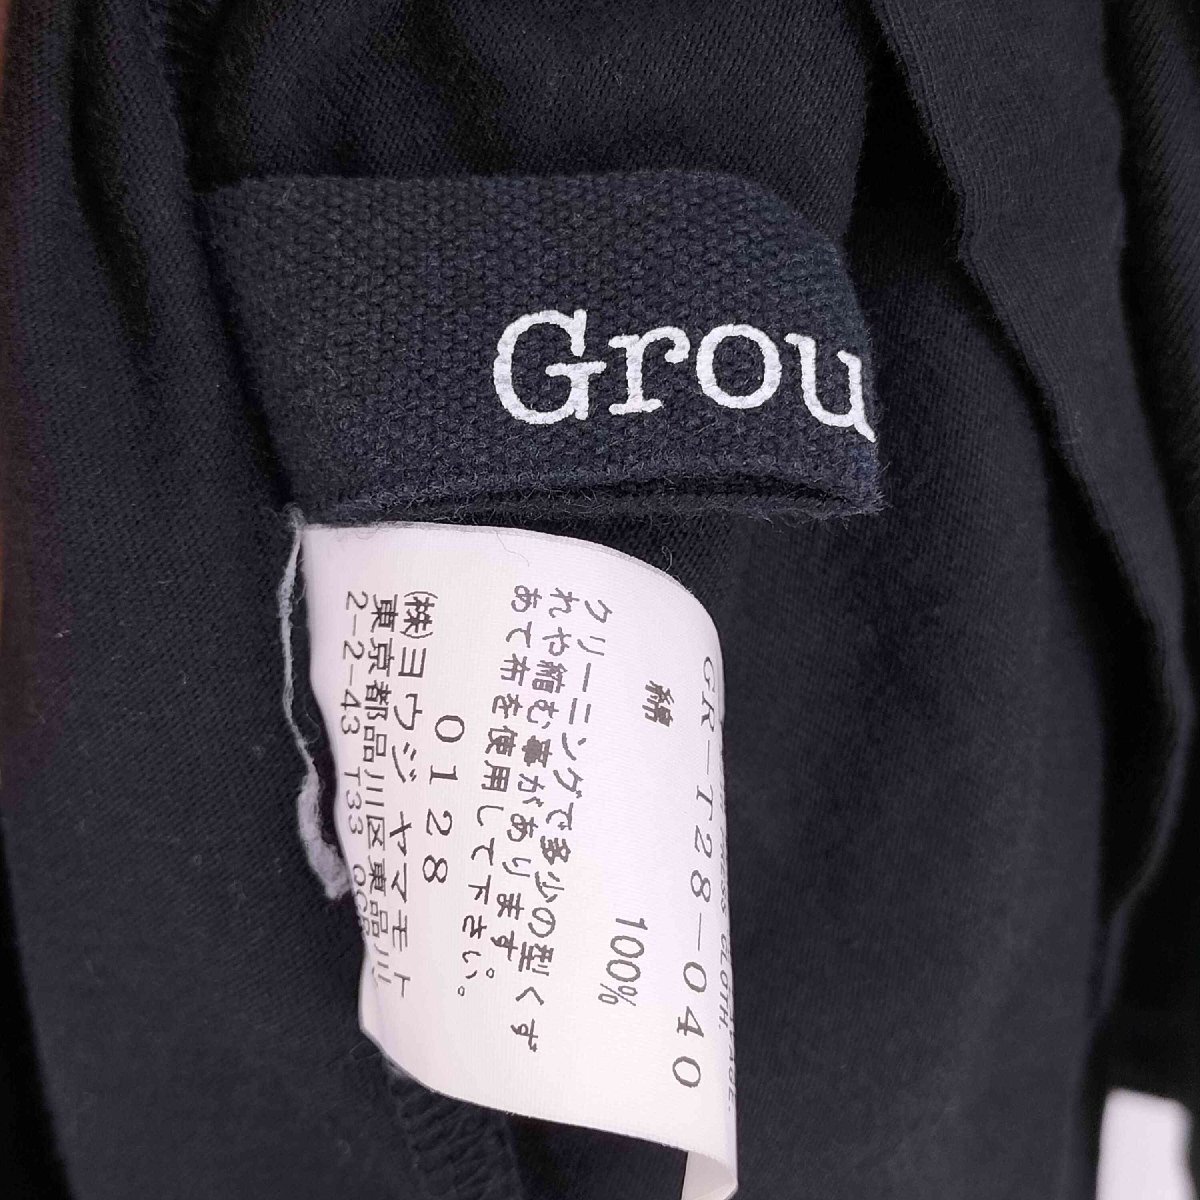 Grou
CLOTH.
GR-T28-040
綿 100%
クリーニングで多少の型くず
れや縮む事があります。
あて布を使用して下さい。
0128
㈱ヨウジ ヤマモト
東京都品川区東品川
2-2-43 T33